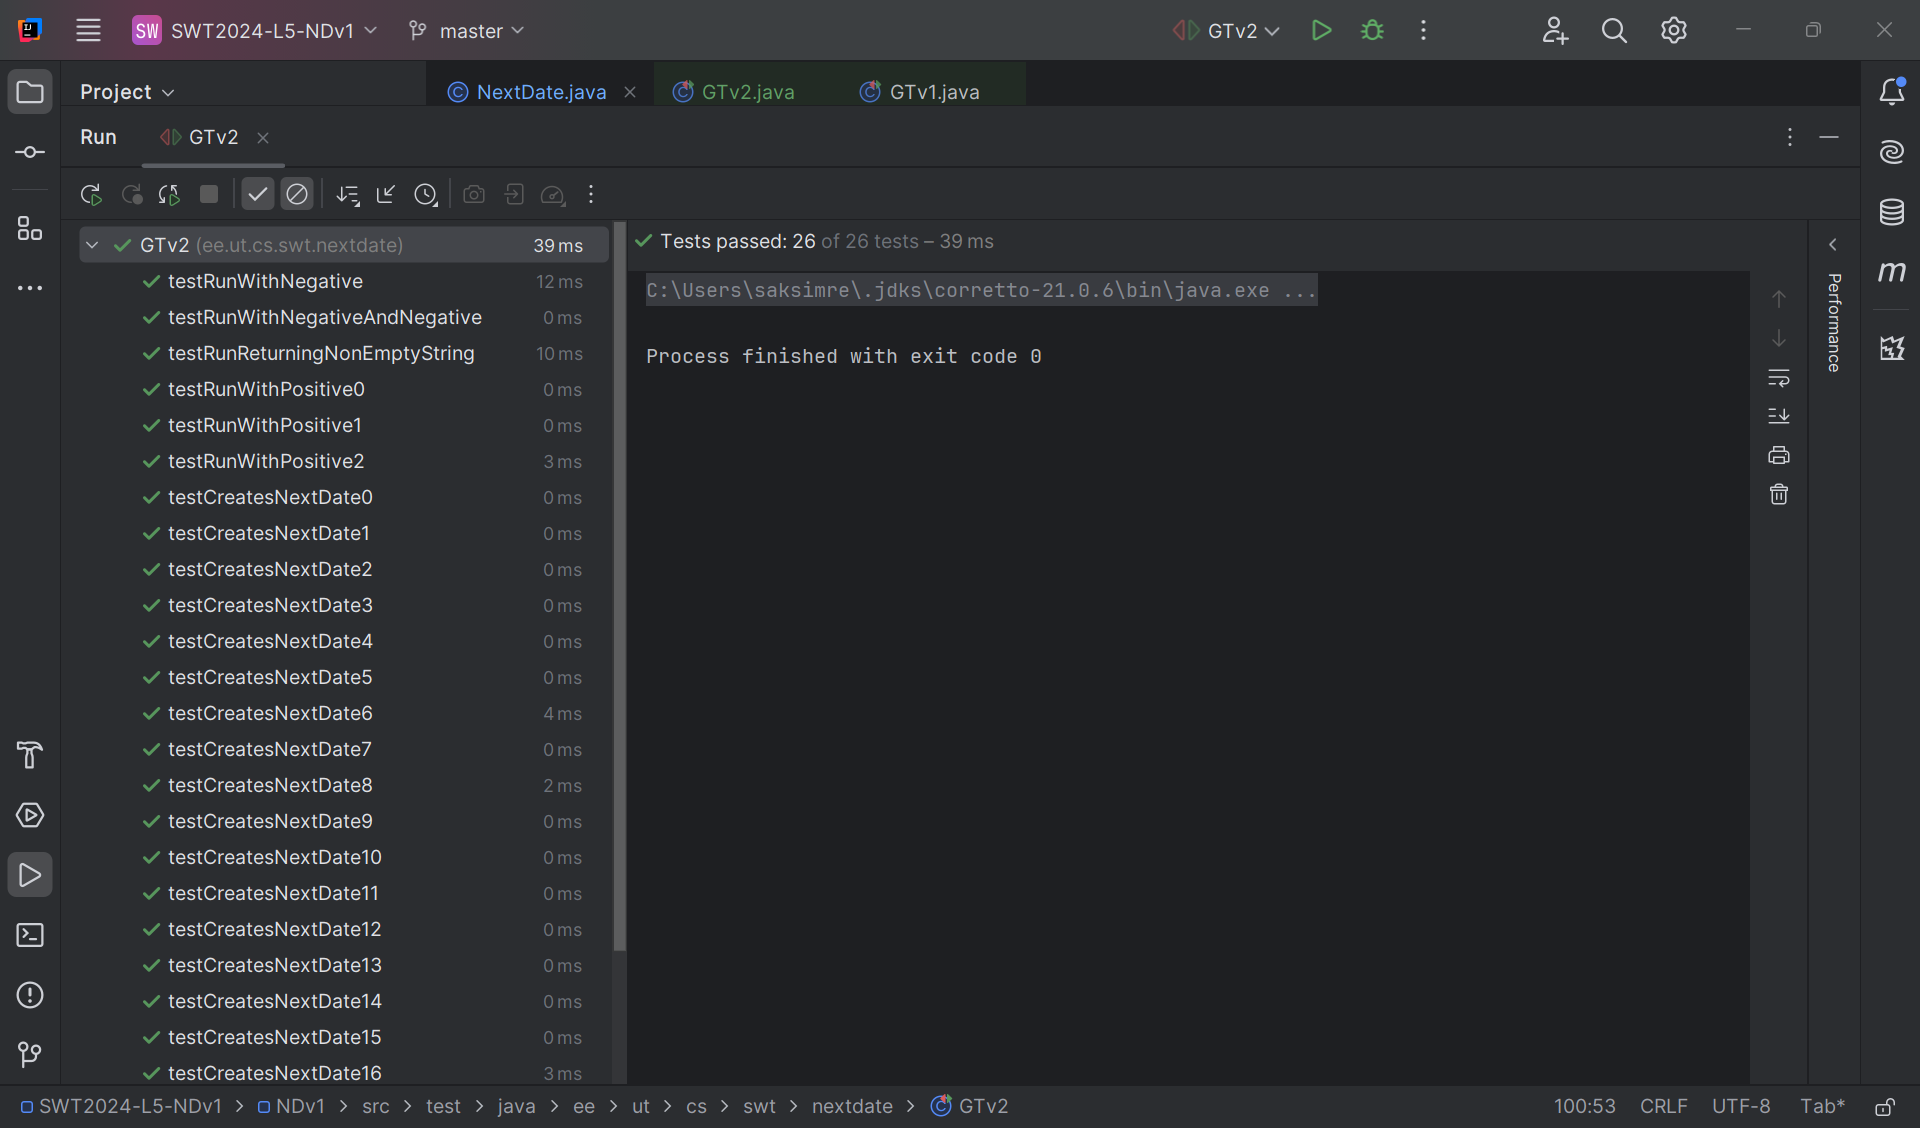 SW SWT2024-L5-NDv1 master GTv2
Project NextDate.java GTv2.java GTv1.java
Run GTv2
GTv2 (ee.ut.cs.swt.nextdate) 39 ms
testRunWithNegative 12 ms
testRunWithNegativeAndNegative 0 ms
testRunReturningNonEmptyString 10 ms
testRunWithPositive0 0 ms
testRunWithPositive1 0 ms
testRunWithPositive2 3 ms
testCreatesNextDate0 0 ms
testCreatesNextDate1 0 ms
testCreatesNextDate2 0 ms
testCreatesNextDate3 0 ms
testCreatesNextDate4 0 ms
testCreatesNextDate5 0 ms
testCreatesNextDate6 4 ms
testCreatesNextDate7 0 ms
testCreatesNextDate8 2 ms
testCreatesNextDate9 0 ms
testCreatesNextDate10 0 ms
testCreatesNextDate11 0 ms
testCreatesNextDate12 0 ms
testCreatesNextDate13 0 ms
testCreatesNextDate14 0 ms
testCreatesNextDate15 0 ms
testCreatesNextDate16 3 ms
Tests passed: 26 of 26 tests – 39 ms
C:\Users\saksimre\.jdks\corretto-21.0.6\bin\java.exe ...
Process finished with exit code 0
Performance
SWT2024-L5-NDv1 > NDv1 > src > test > java > ee > ut > cs > swt > nextdate > GTv2 100:53 CRLF UTF-8 Tab*